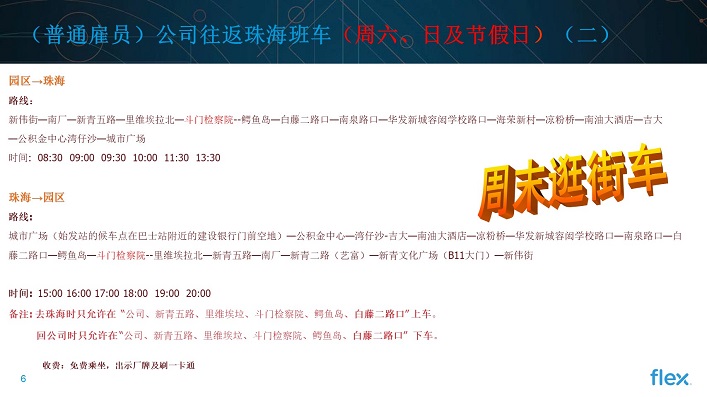 （普通雇员）公司往返珠海班车（周六、日及节假日）（二）
园区→珠海
路线：
新伟街—南厂—新青五路—里维埃拉北—斗门检察院--鳄鱼岛—白藤二路口—南泉路口—华发新城容闳学校路口—海荣新村—凉粉桥—南油大酒店—吉大
—公积金中心湾仔沙—城市广场
时间：08:30 09:00 09:30 10:00 11:30 13:30
周末逛街车
珠海→园区
路线：
城市广场（始发站的候车点在巴士站附近的建设银行门前空地）—公积金中心—湾仔沙-吉大—南油大酒店—凉粉桥—华发新城容闳学校路口—南泉路口—白
藤二路口—鳄鱼岛—斗门检察院--里维埃拉北—新青五路—南厂—新青二路（艺富）—新青文化广场（B11大门）—新伟街
时间：15:00 16:00 17:00 18:00 19:00 20:00
备注：去珠海时只允许在 “公司、新青五路、里维埃垃、斗门检察院、鳄鱼岛、白藤二路口”上车。
回公司时只允许在 “公司、新青五路、里维埃垃、斗门检察院、鳄鱼岛、白藤二路口” 下车。
收费：免费乘坐，出示厂牌及刷一卡通
6
flex